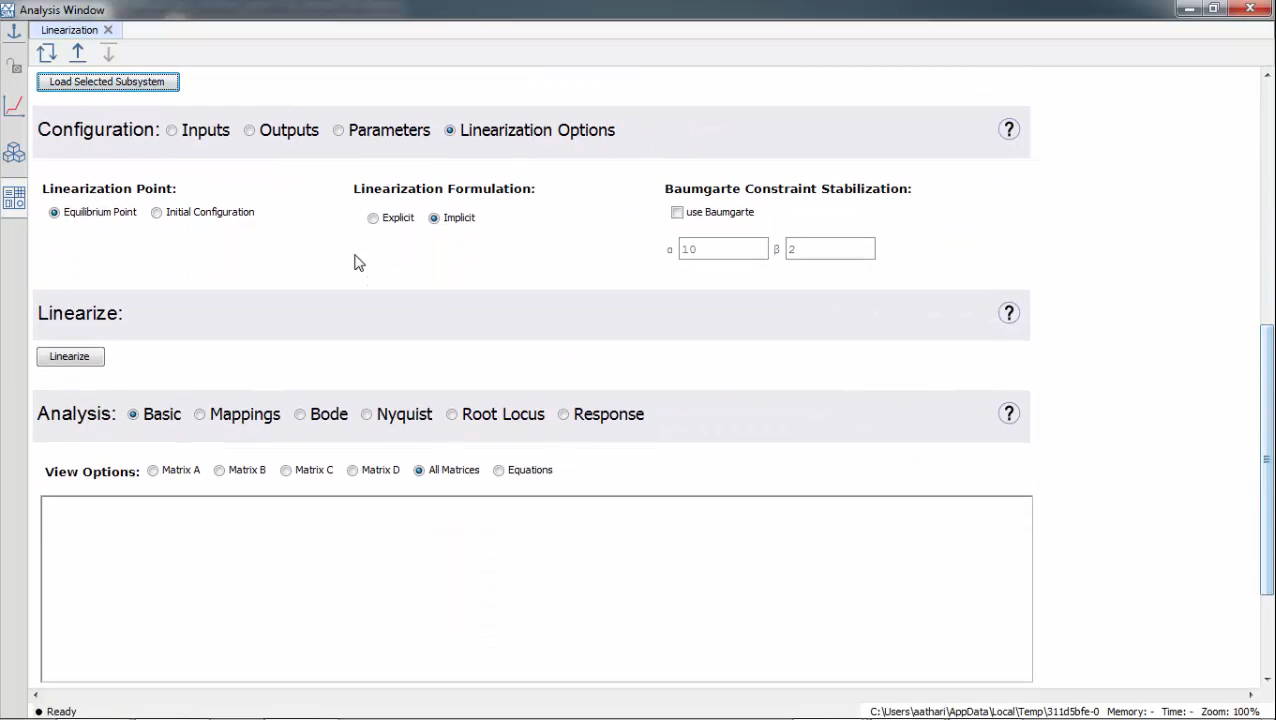 SIM Analysis Window
Linearization
Load Selected Subsystem
Configuration: Inputs Outputs Parameters Linearization Options ?
Linearization Point: Linearization Formulation: Baumgarte Constraint Stabilization:
Equilibrium Point Initial Configuration Explicit Implicit use Baumgarte
α 10 β 2
Linearize: ?
Linearize
Analysis: Basic Mappings Bode Nyquist Root Locus Response ?
View Options: Matrix A Matrix B Matrix C Matrix D All Matrices Equations
Ready C:\Users\aathari\AppData\Local\Temp\311d5bfe-0 Memory: - Time: - Zoom: 100%